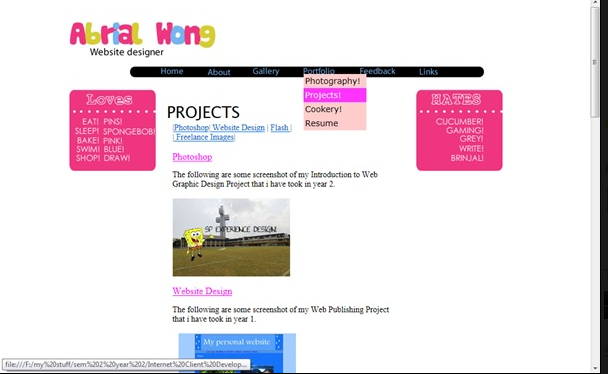 Abrial Wong
Website designer
Home About Gallery Portfolio Feedback Links
Photography!
Projects!
Cookery!
Resume
Loves
EAT! PINS!
SLEEP! SPONGEBOB!
BAKE! PINK!
SWIM! BLUE!
SHOP! DRAW!
HATES
CUCUMBER!
GAMING!
GREY!
WRITE!
BRINJAL!
PROJECTS
|Photoshop| Website Design | Flash |
| Freelance Images|
Photoshop
The following are some screenshot of my Introduction to Web
Graphic Design Project that i have took in year 2.
SP EXPERIENCE DESIGN!
Website Design
The following are some screenshot of my Web Publishing Project
that i have took in year 1.
My personal website
file:///F:/my%20stuff/sem%202%20year%202/Internet%20Client%20Develop...